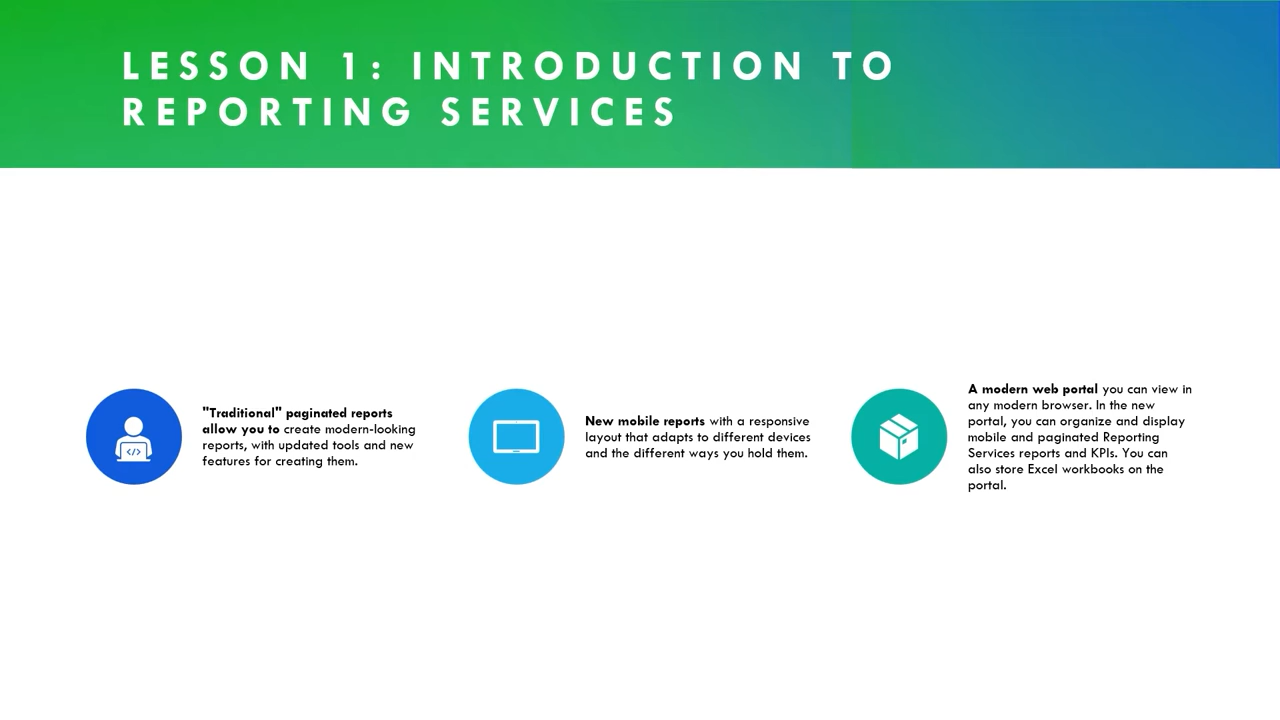 LESSON 1: INTRODUCTION TO
REPORTING SERVICES
"Traditional" paginated reports
allow you to create modern-looking
reports, with updated tools and new
features for creating them.
New mobile reports with a responsive
layout that adapts to different devices
and the different ways you hold them.
A modern web portal you can view in
any modern browser. In the new
portal, you can organize and display
mobile and paginated Reporting
Services reports and KPIs. You can
also store Excel workbooks on the
portal.